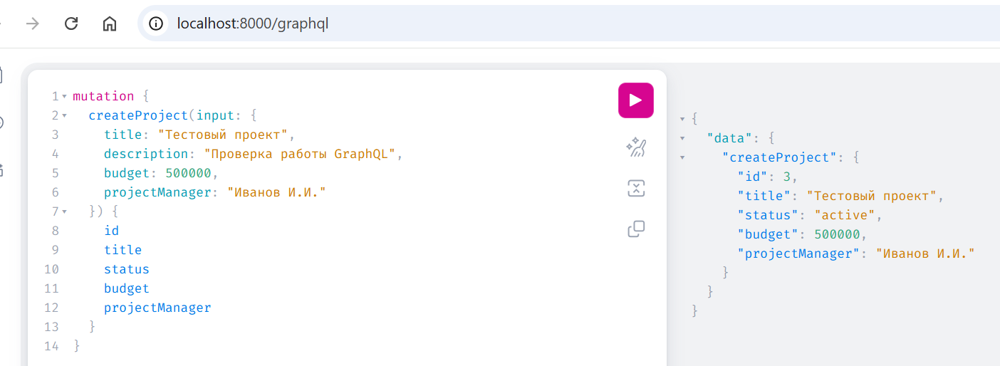 localhost:8000/graphql
1 mutation {
2 createProject(input: {
3 title: "Тестовый проект",
4 description: "Проверка работы GraphQL",
5 budget: 500000,
6 projectManager: "Иванов И.И."
7 }) {
8 id
9 title
10 status
11 budget
12 projectManager
13 }
14 }
{
"data": {
"createProject": {
"id": 3,
"title": "Тестовый проект",
"status": "active",
"budget": 500000,
"projectManager": "Иванов И.И."
}
}
}